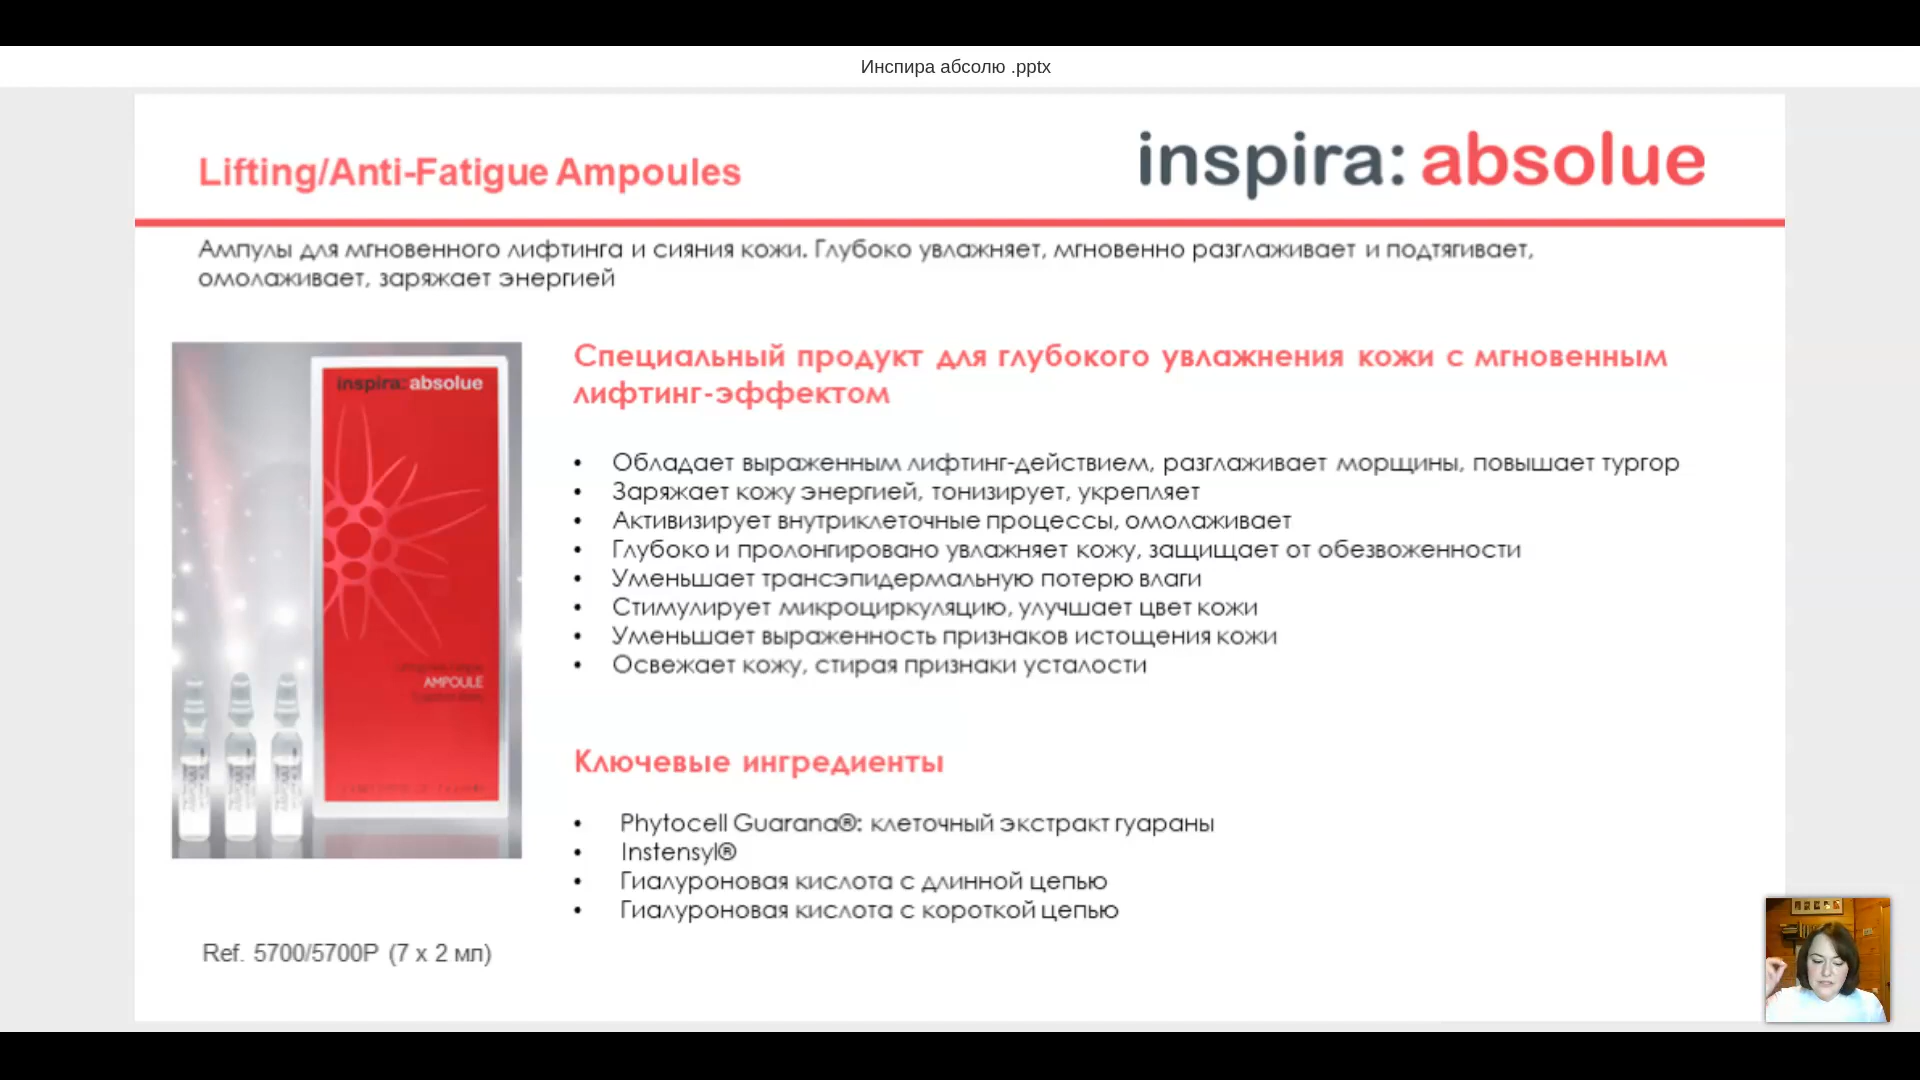 Инспира абсолю .pptx
Lifting/Anti-Fatigue Ampoules
inspira: absolue
Ампулы для мгновенного лифтинга и сияния кожи. Глубоко увлажняет, мгновенно разглаживает и подтягивает,
омолаживает, заряжает энергией
inspira: absolue
AMPOULE
Специальный продукт для глубокого увлажнения кожи с мгновенным
лифтинг-эффектом
• Обладает выраженным лифтинг-действием, разглаживает морщины, повышает тургор
• Заряжает кожу энергией, тонизирует, укрепляет
• Активизирует внутриклеточные процессы, омолаживает
• Глубоко и пролонгировано увлажняет кожу, защищает от обезвоженности
• Уменьшает трансэпидермальную потерю влаги
• Стимулирует микроциркуляцию, улучшает цвет кожи
• Уменьшает выраженность признаков истощения кожи
• Освежает кожу, стирая признаки усталости
Ключевые ингредиенты
• Phytocell Guarana®: клеточный экстракт гуараны
• Instensyl®
• Гиалуроновая кислота с длинной цепью
• Гиалуроновая кислота с короткой цепью
Ref. 5700/5700P (7 x 2 мл)